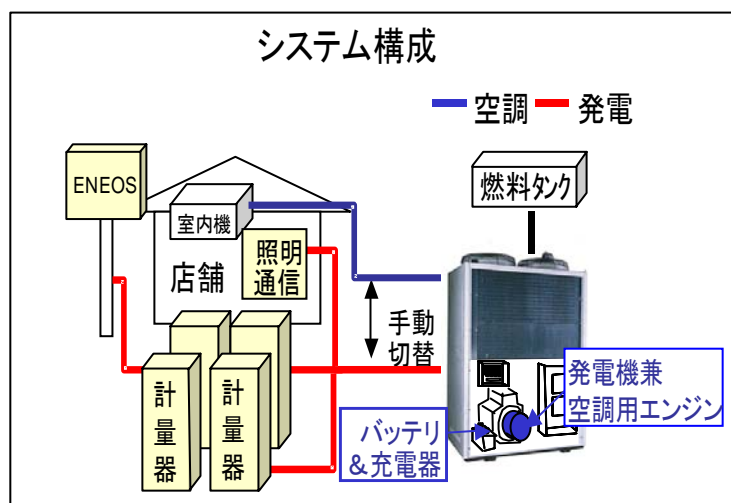 システム構成
空調
発電
ENEOS
燃料タンク
室内機
照明
通信
店舗
手動
切替
計量器
計量器
発電機兼
空調用エンジン
バッテリ
&充電器